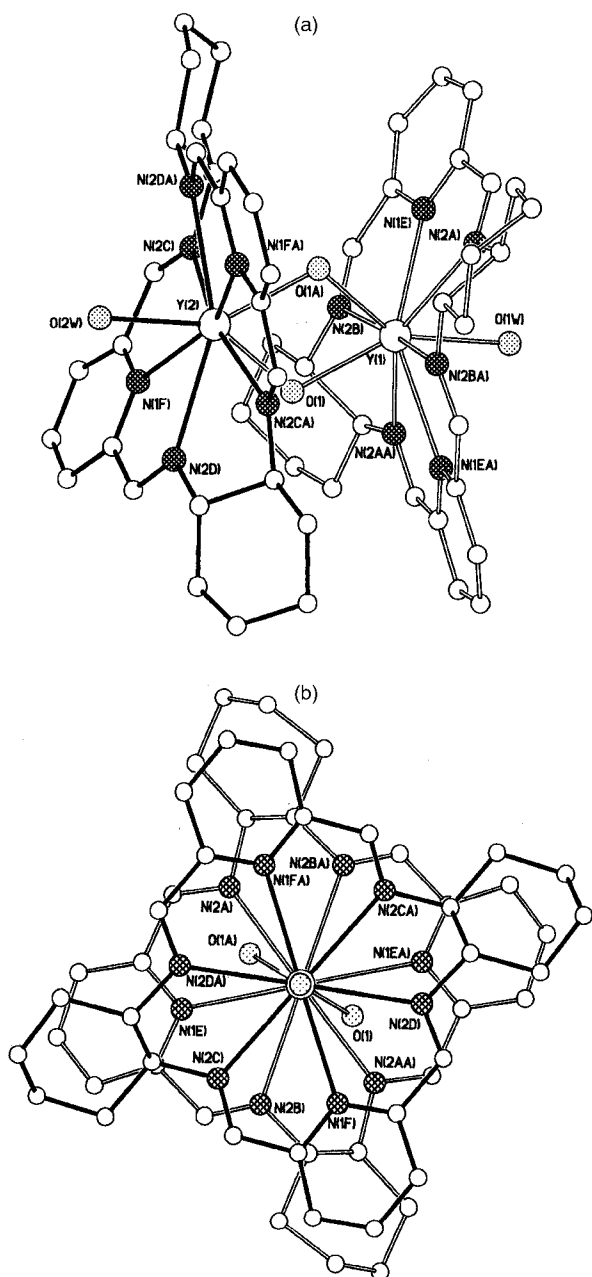 (a)
N(2DA)
N(1E)
N(2A)
N(2C)
N(1FA)
O(1A)
Y(2)
O(2W)
N(2B)
Y(1)
O(1W)
N(2BA)
N(1F)
O(1)
N(2CA)
N(2AA)
N(2D)
N(1EA)
(b)
N(2BA)
N(1FA)
N(2A)
N(2CA)
O(1A)
N(1EA)
N(2DA)
N(2D)
N(1E)
O(1)
N(2C)
N(2AA)
N(2B)
N(1F)